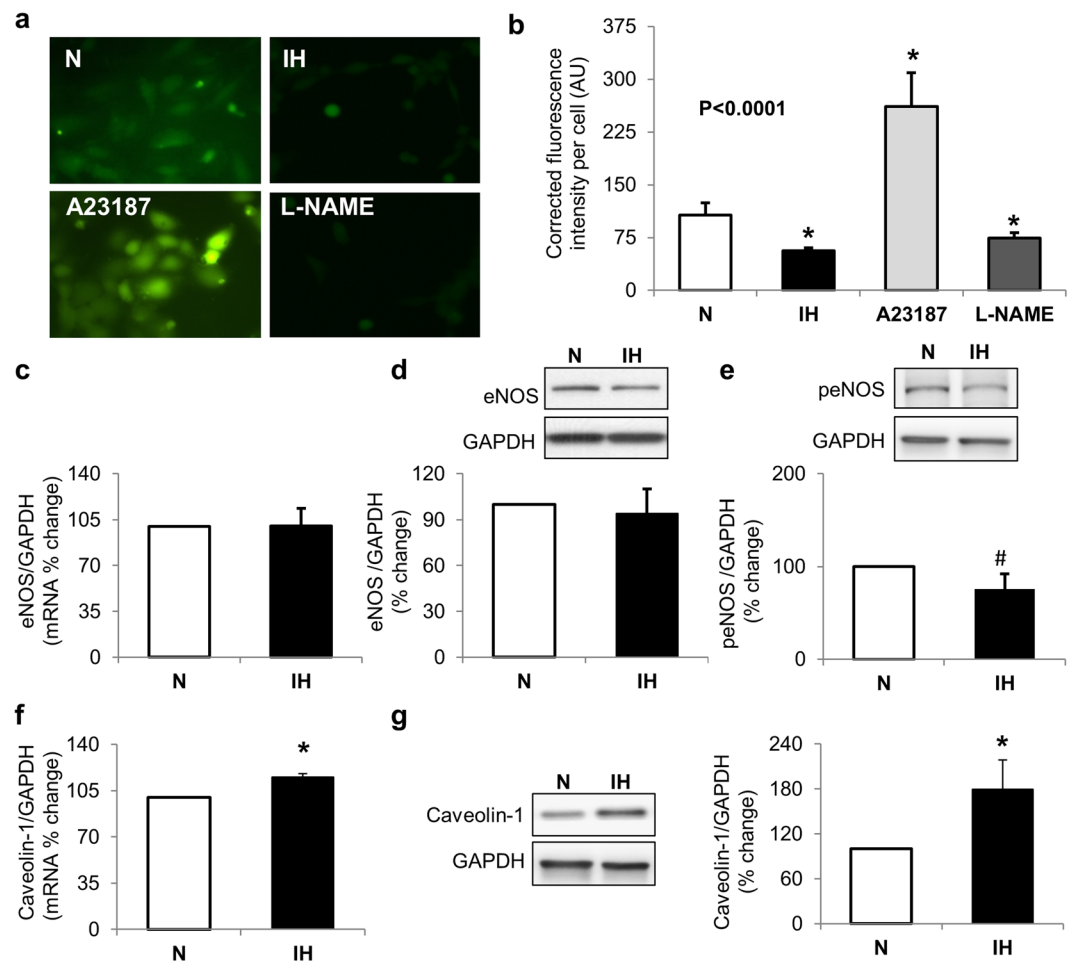 a
N
IH
A23187
L-NAME
b
Corrected fluorescence
intensity per cell (AU)
375
300
225
150
75
0
P<0.0001
*
*
*
N
IH
A23187
L-NAME
c
eNOS/GAPDH
(mRNA % change)
140
105
70
35
0
N
IH
d
N
IH
eNOS
GAPDH
eNOS /GAPDH
(% change)
120
90
60
30
0
N
IH
e
N
IH
peNOS
GAPDH
peNOS /GAPDH
(% change)
200
100
0
#
N
IH
f
Caveolin-1/GAPDH
(mRNA % change)
140
105
70
35
0
*
N
IH
g
N
IH
Caveolin-1
GAPDH
Caveolin-1/GAPDH
(% change)
240
180
120
60
0
*
N
IH